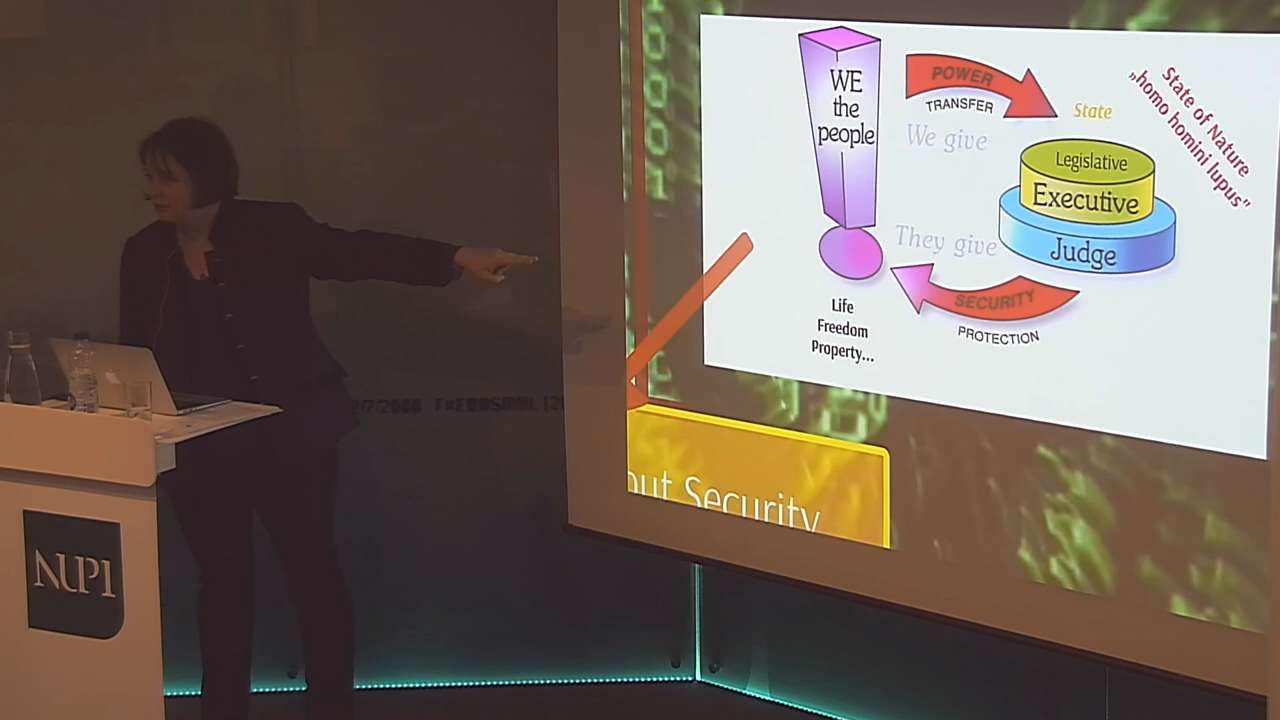 WE
the
people
POWER
TRANSFER
We give
State
State of Nature
„homo homini lupus”
Legislative
Executive
Judge
They give
SECURITY
PROTECTION
Life
Freedom
Property...
out Security
NUPI